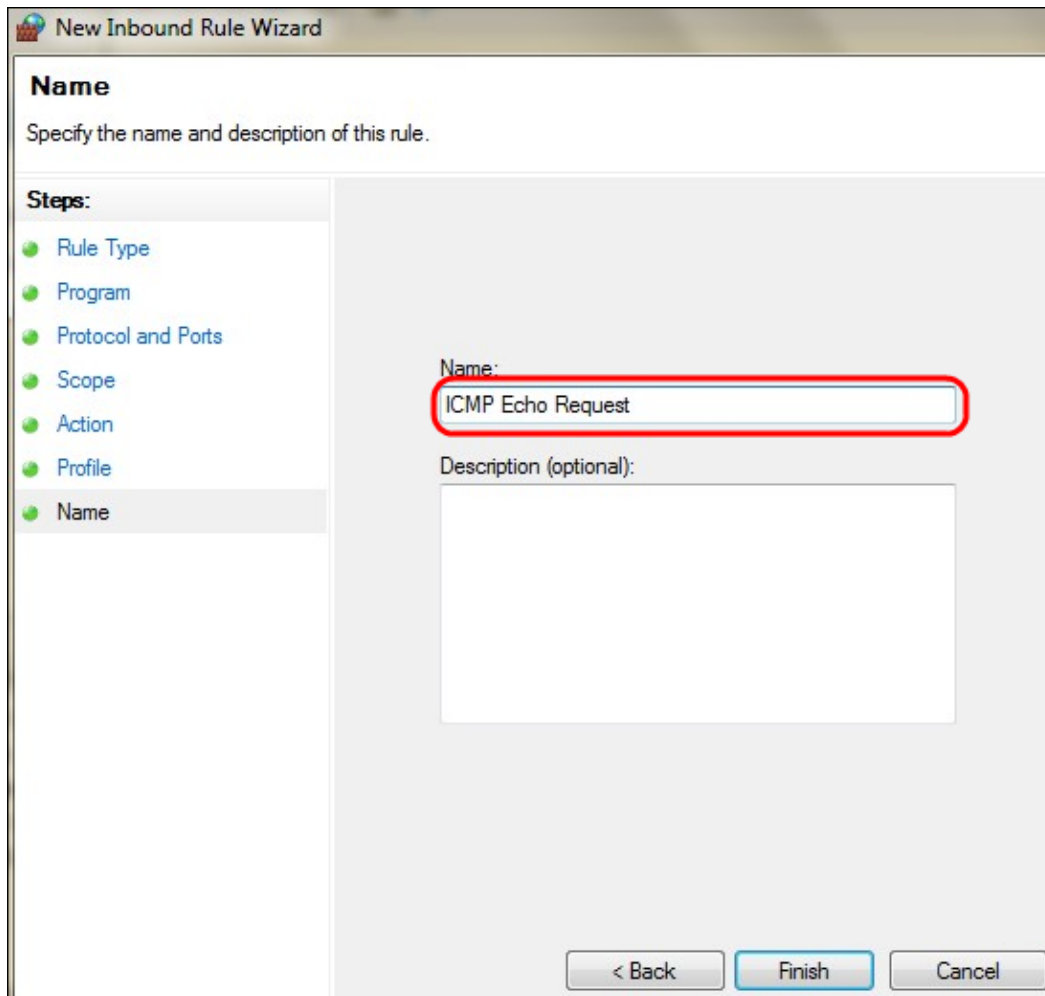 New Inbound Rule Wizard
Name
Specify the name and description of this rule.
Steps:
Rule Type
Program
Protocol and Ports
Scope
Action
Profile
Name
Name:
ICMP Echo Request
Description (optional):
< Back Finish Cancel